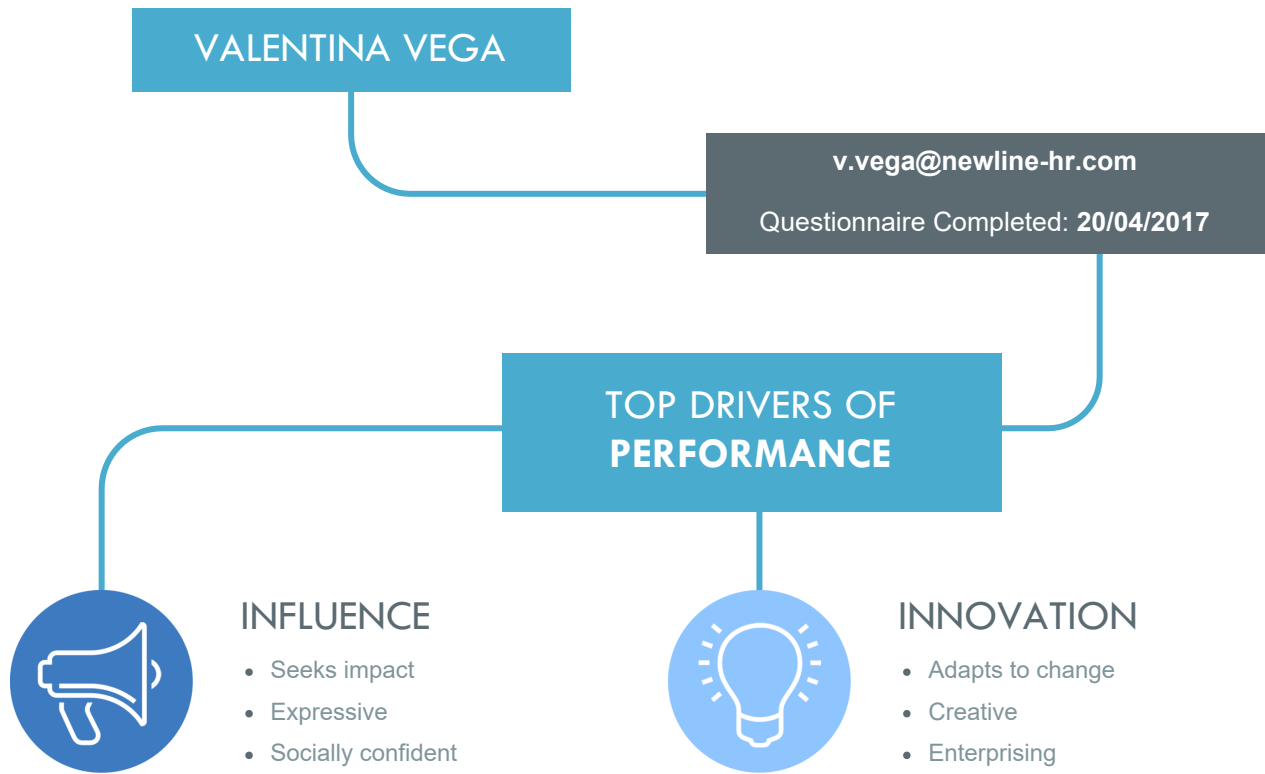 VALENTINA VEGA
v.vega@newline-hr.com
Questionnaire Completed: 20/04/2017
TOP DRIVERS OF
PERFORMANCE
INFLUENCE
• Seeks impact
• Expressive
• Socially confident
INNOVATION
• Adapts to change
• Creative
• Enterprising